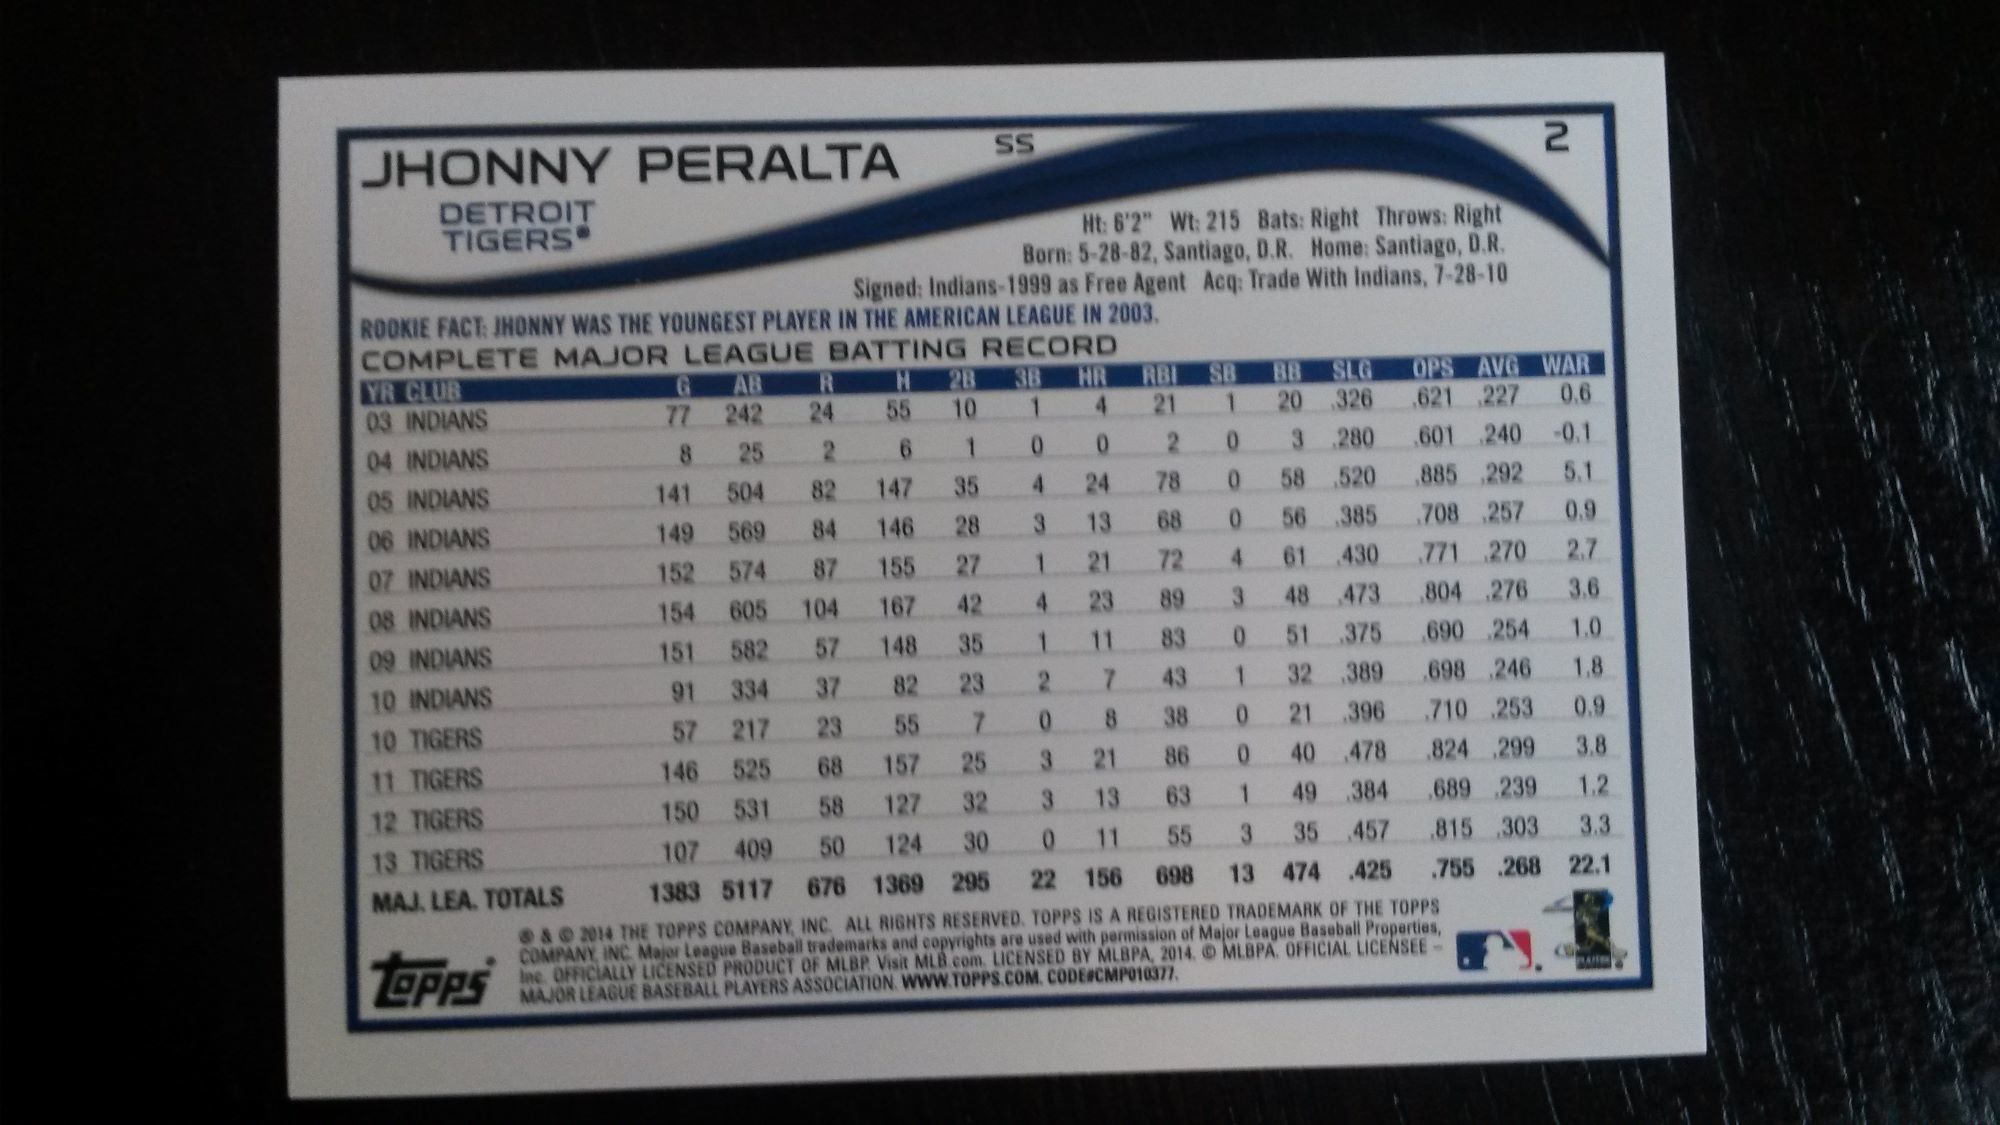 JHONNY PERALTA SS 2
DETROIT
TIGERS®
Ht: 6'2" Wt: 215 Bats: Right Throws: Right
Born: 5-28-82, Santiago, D.R. Home: Santiago, D.R.
Signed: Indians-1999 as Free Agent Acq: Trade With Indians, 7-28-10
ROOKIE FACT: JHONNY WAS THE YOUNGEST PLAYER IN THE AMERICAN LEAGUE IN 2003.
COMPLETE MAJOR LEAGUE BATTING RECORD
YR CLUB G AB R H 2B 3B HR RBI SB BB SLG OPS AVG WAR
03 INDIANS 77 242 24 55 10 1 4 21 1 20 .326 .621 .227 0.6
04 INDIANS 8 25 2 6 1 0 0 2 0 3 .280 .601 .240 -0.1
05 INDIANS 141 504 82 147 35 4 24 78 0 58 .520 .885 .292 5.1
06 INDIANS 149 569 84 146 28 3 13 68 0 56 .385 .708 .257 0.9
07 INDIANS 152 574 87 155 27 1 21 72 4 61 .430 .771 .270 2.7
08 INDIANS 154 605 104 167 42 4 23 89 3 48 .473 .804 .276 3.6
09 INDIANS 151 582 57 148 35 1 11 83 0 51 .375 .690 .254 1.0
10 INDIANS 91 334 37 82 23 2 7 43 1 32 .389 .698 .246 1.8
10 TIGERS 57 217 23 55 7 0 8 38 0 21 .396 .710 .253 0.9
11 TIGERS 146 525 68 157 25 3 21 86 0 40 .478 .824 .299 3.8
12 TIGERS 150 531 58 127 32 3 13 63 1 49 .384 .689 .239 1.2
13 TIGERS 107 409 50 124 30 0 11 55 3 35 .457 .815 .303 3.3
MAJ. LEA. TOTALS 1383 5117 676 1369 295 22 156 698 13 474 .425 .755 .268 22.1
® & © 2014 THE TOPPS COMPANY, INC. ALL RIGHTS RESERVED. TOPPS IS A REGISTERED TRADEMARK OF THE TOPPS
COMPANY, INC. Major League Baseball trademarks and copyrights are used with permission of Major League Baseball Properties,
Inc. OFFICIALLY LICENSED PRODUCT OF MLBP. Visit MLB.com. LICENSED BY MLBPA, 2014. © MLBPA. OFFICIAL LICENSEE –
MAJOR LEAGUE BASEBALL PLAYERS ASSOCIATION. WWW.TOPPS.COM. CODE#CMP010377.
Topps®